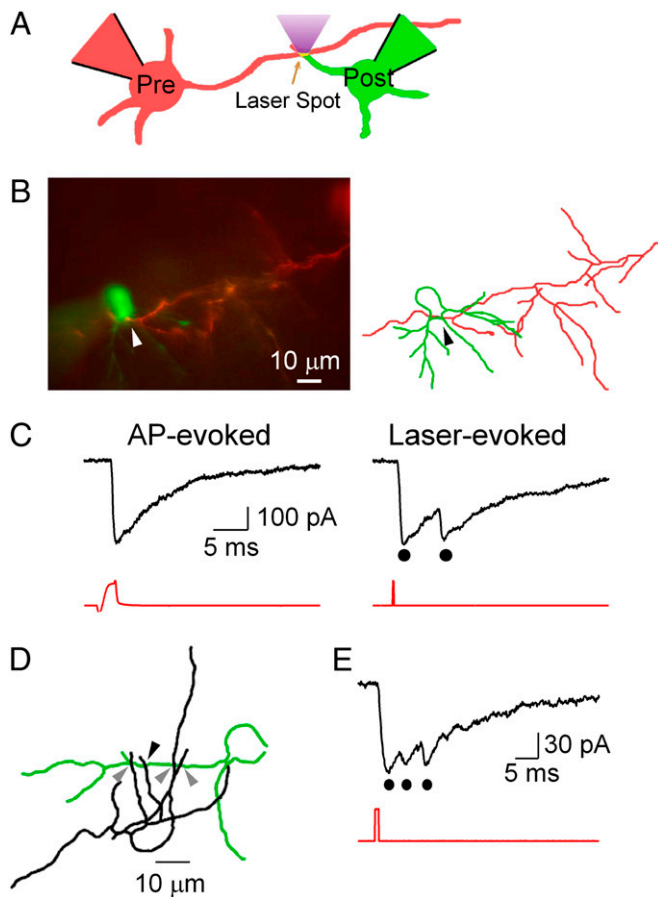 A
Pre
Laser Spot
Post
B
10 μm
C
AP-evoked
Laser-evoked
100 pA
5 ms
D
E
30 pA
5 ms
10 μm